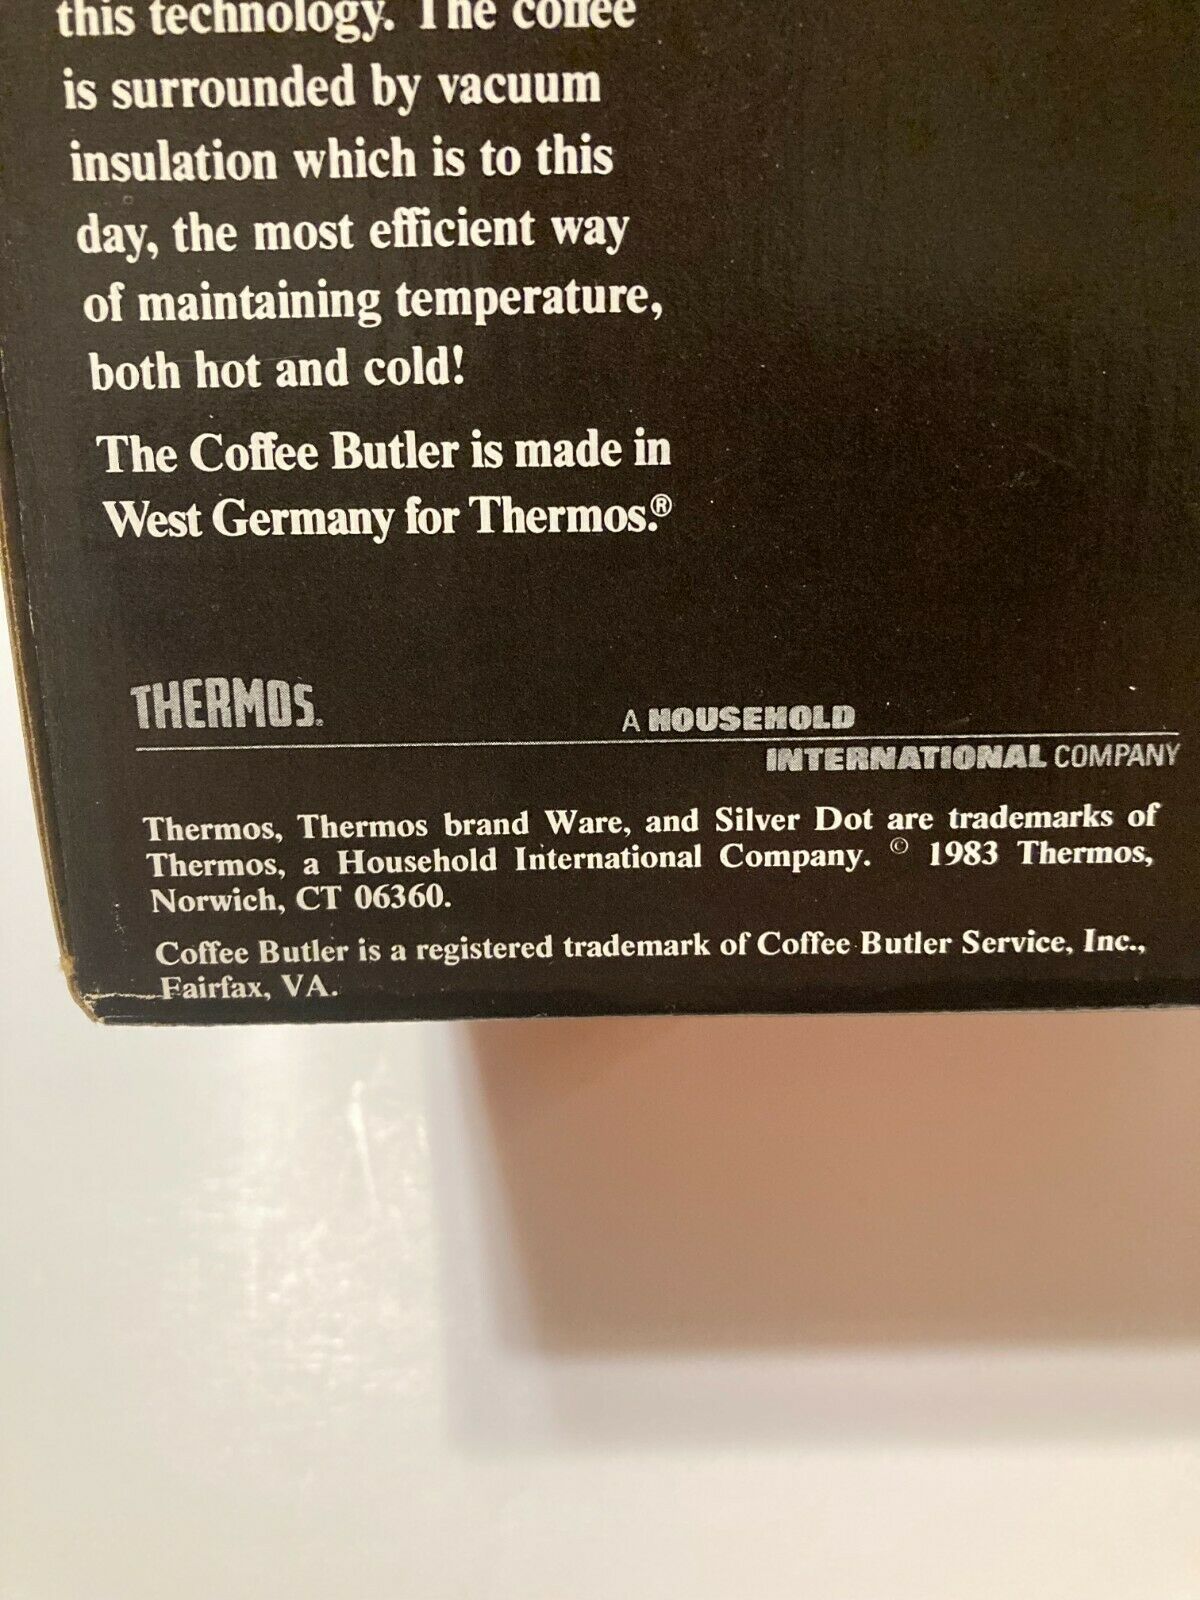 this technology. The coffee
is surrounded by vacuum
insulation which is to this
day, the most efficient way
of maintaining temperature,
both hot and cold!
The Coffee Butler is made in
West Germany for Thermos.®
THERMOS®
A HOUSEHOLD
INTERNATIONAL COMPANY
Thermos, Thermos brand Ware, and Silver Dot are trademarks of
Thermos, a Household International Company. © 1983 Thermos,
Norwich, CT 06360.
Coffee Butler is a registered trademark of Coffee Butler Service, Inc.,
Fairfax, VA.